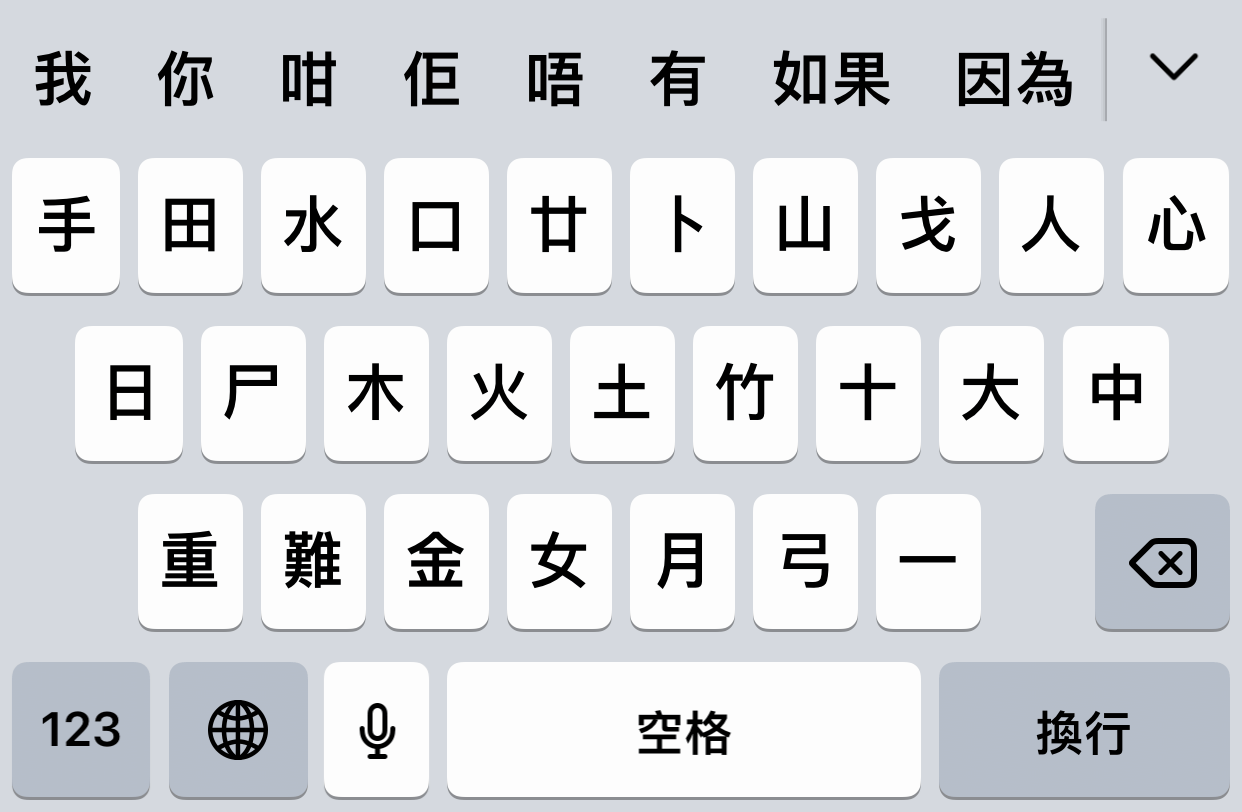 我 你 咁 佢 唔 有 如果 因為
手 田 水 口 廿 卜 山 戈 人 心
日 尸 木 火 土 竹 十 大 中
重 難 金 女 月 弓 一
123 空格 換行